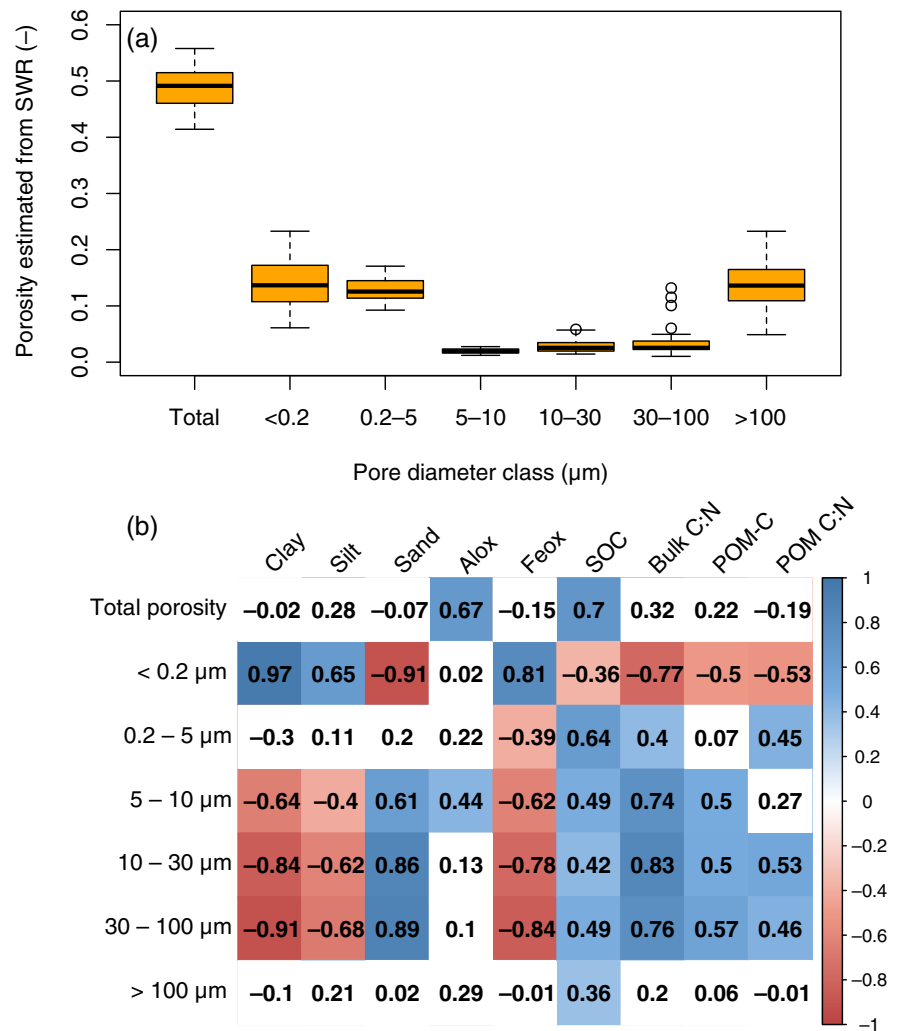 (a)
Porosity estimated from SWR (−)
0.6
0.5
0.4
0.3
0.2
0.1
0.0
Total <0.2 0.2−5 5−10 10−30 30−100 >100
Pore diameter class (µm)
(b)
Clay Silt Sand Alox Feox SOC Bulk C:N POM-C POM C:N
Total porosity −0.02 0.28 −0.07 0.67 −0.15 0.7 0.32 0.22 −0.19
< 0.2 µm 0.97 0.65 −0.91 0.02 0.81 −0.36 −0.77 −0.5 −0.53
0.2 − 5 µm −0.3 0.11 0.2 0.22 −0.39 0.64 0.4 0.07 0.45
5 − 10 µm −0.64 −0.4 0.61 0.44 −0.62 0.49 0.74 0.5 0.27
10 − 30 µm −0.84 −0.62 0.86 0.13 −0.78 0.42 0.83 0.5 0.53
30 − 100 µm −0.91 −0.68 0.89 0.1 −0.84 0.49 0.76 0.57 0.46
> 100 µm −0.1 0.21 0.02 0.29 −0.01 0.36 0.2 0.06 −0.01
1
0.8
0.6
0.4
0.2
0
−0.2
−0.4
−0.6
−0.8
−1